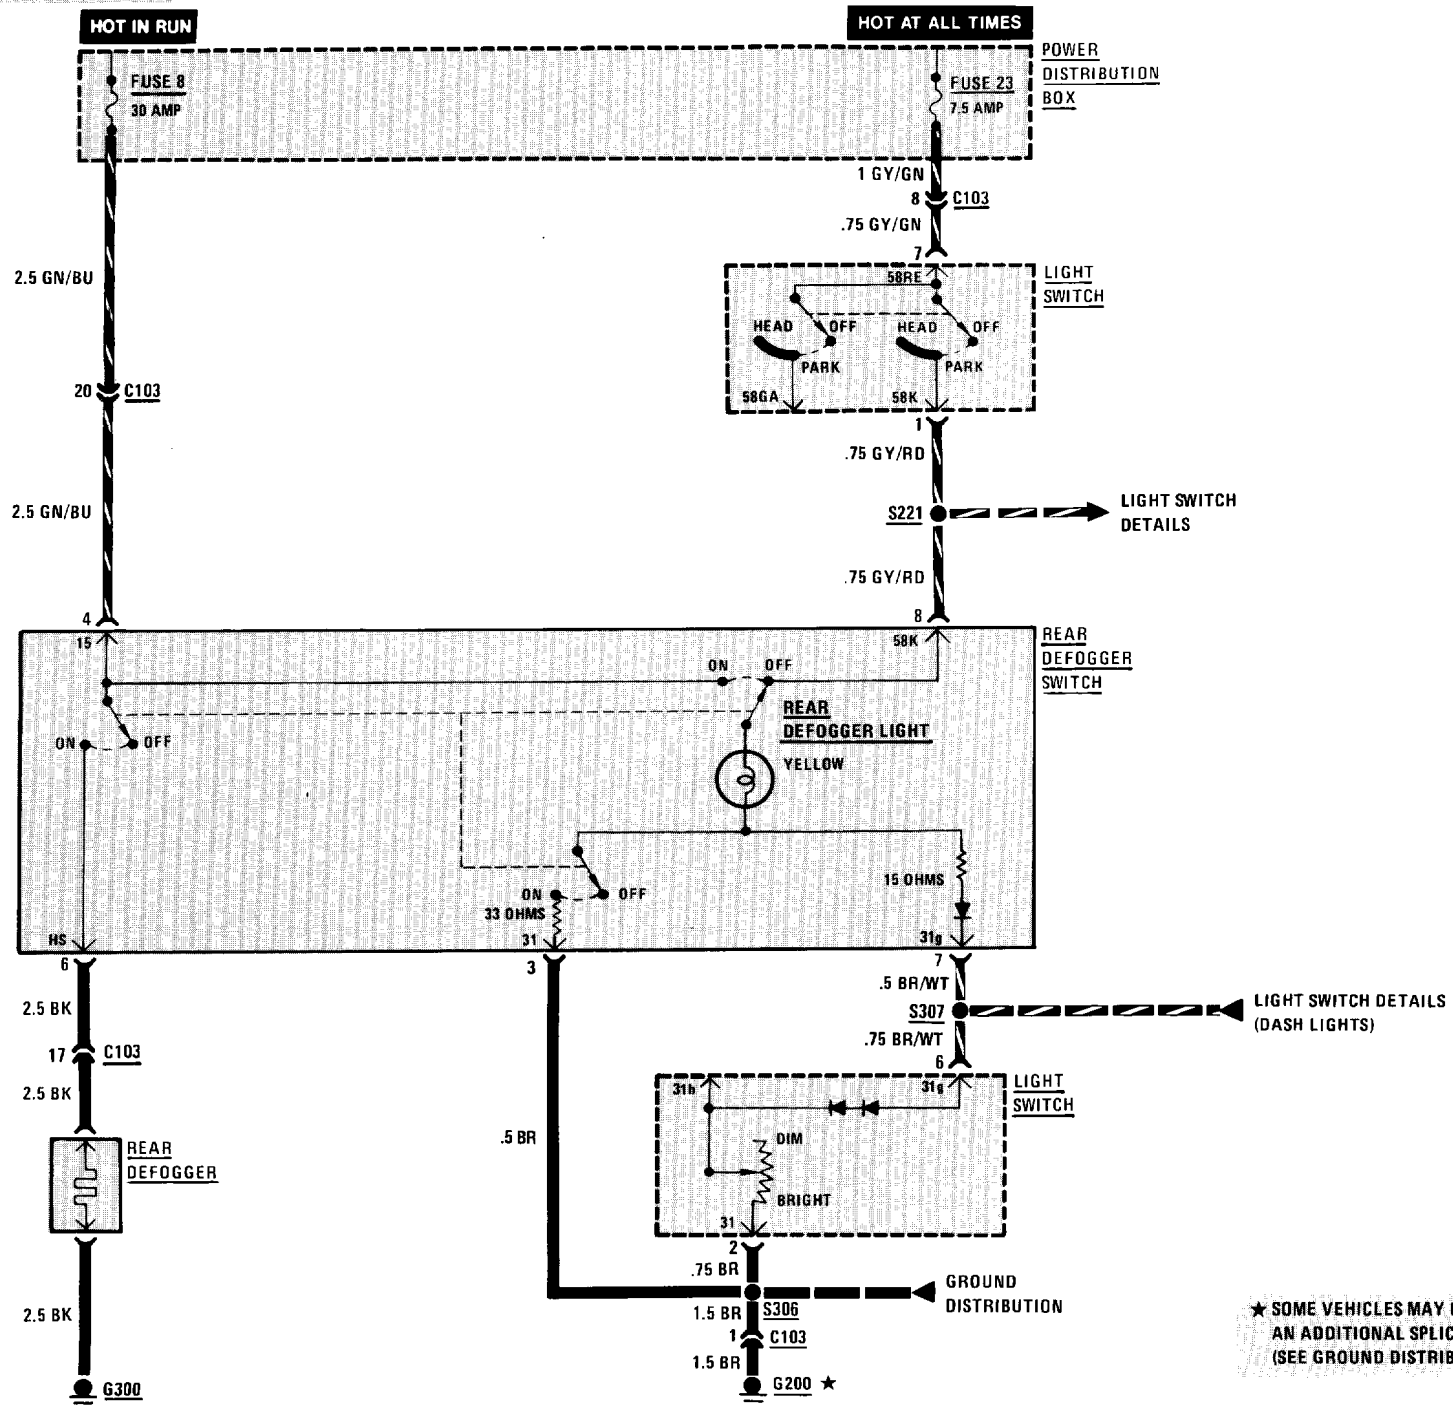 HOT IN RUN
HOT AT ALL TIMES
POWER
DISTRIBUTION
BOX
FUSE 8
30 AMP
FUSE 23
7.5 AMP
1 GY/GN
8 C103
.75 GY/GN
7
2.5 GN/BU
58RE
LIGHT
SWITCH
HEAD OFF HEAD OFF
PARK PARK
20 C103
58GA 58K
1
.75 GY/RD
2.5 GN/BU
S221
LIGHT SWITCH
DETAILS
.75 GY/RD
4 8
15 58K
REAR
DEFOGGER
SWITCH
ON OFF
REAR
DEFOGGER LIGHT
ON OFF
YELLOW
15 OHMS
ON OFF
33 OHMS
HS 31 31g
6 3 7
2.5 BK
.5 BR/WT
S307
LIGHT SWITCH DETAILS
(DASH LIGHTS)
.75 BR/WT
17 C103
6
2.5 BK
31h 31g
LIGHT
SWITCH
.5 BR
DIM
REAR
DEFOGGER
BRIGHT
31
2
.75 BR
GROUND
DISTRIBUTION
2.5 BK
1.5 BR S306
1 C103
1.5 BR
G300
G200 ★
★ SOME VEHICLES MAY
AN ADDITIONAL
(SEE GROUND